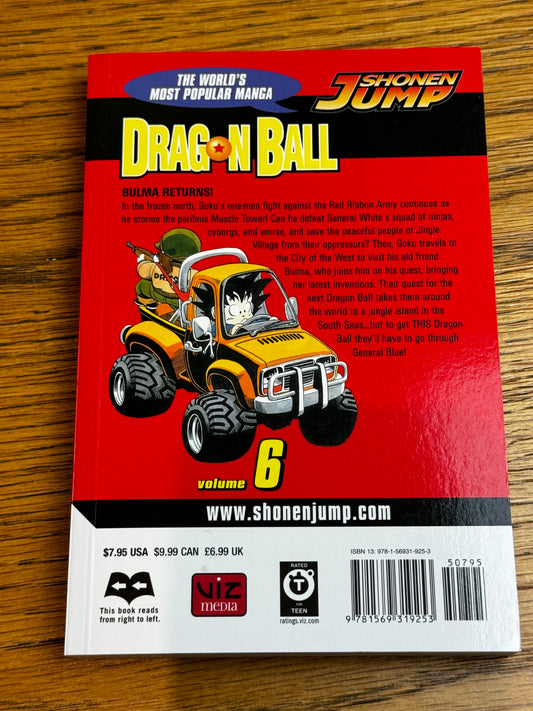 THE WORLD'S
MOST POPULAR MANGA
SHONEN
JUMP
DRAGON BALL
BULMA RETURNS!
In the frozen north, Goku's one-man fight against the Red Ribbon Army continues as
he storms the perilous Muscle Tower! Can he defeat General White's squad of ninjas,
cyborgs, and worse, and save the peaceful people of Jingle
Village from their oppressors? Then, Goku travels to
the City of the West to visit his old friend
Bulma, who joins him on his quest, bringing
her latest inventions. Their quest for the
next Dragon Ball takes them around
the world to a jungle island in the
South Seas...but to get THIS Dragon
Ball they'll have to go through
General Blue!
volume 6
www.shonenjump.com
$7.95 USA $9.99 CAN £6.99 UK
This book reads
from right to left.
VIZ
MEDIA
RATED
T
FOR
TEEN
ratings.viz.com
ISBN 13: 978-1-56931-925-3
50795
9 781569 319253